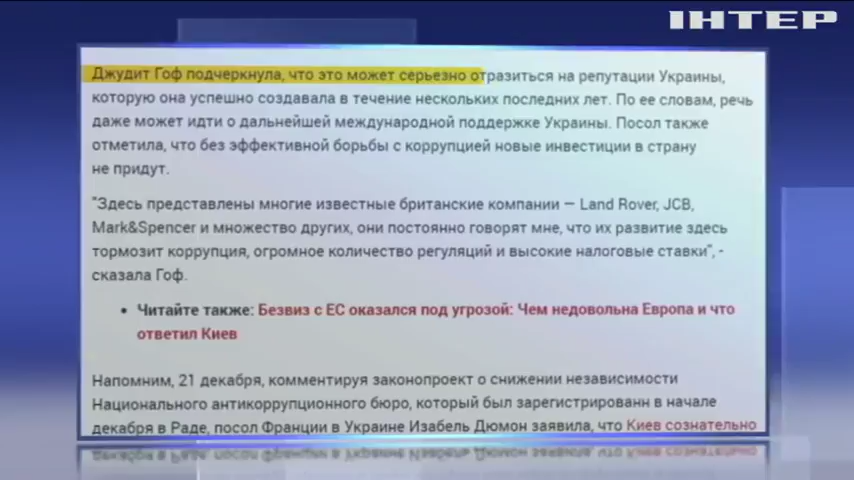 ІНТЕР
Джудит Гоф подчеркнула, что это может серьезно отразиться на репутации Украины,
которую она успешно создавала в течение нескольких последних лет. По ее словам, речь
даже может идти о дальнейшей международной поддержке Украины. Посол также
отметила, что без эффективной борьбы с коррупцией новые инвестиции в страну
не придут.
"Здесь представлены многие известные британские компании — Land Rover, JCB,
Mark&Spencer и множество других, они постоянно говорят мне, что их развитие здесь
тормозит коррупция, огромное количество регуляций и высокие налоговые ставки", -
сказала Гоф.
• Читайте также: Безвиз с ЕС оказался под угрозой: Чем недовольна Европа и что
ответил Киев
Напомним, 21 декабря, комментируя законопроект о снижении независимости
Национального антикоррупционного бюро, который был зарегистрированн в начале
декабря в Раде, посол Франции в Украине Изабель Дюмон заявила, что Киев сознательно